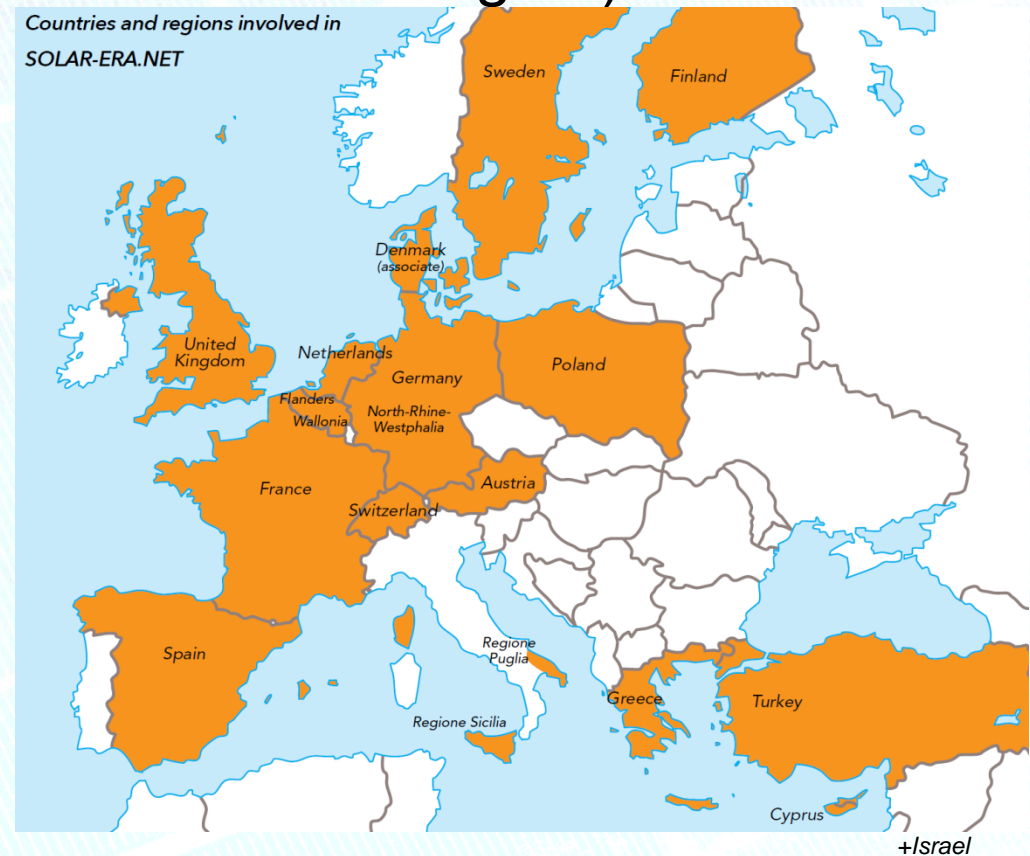 Countries and regions involved in
SOLAR-ERA.NET
Sweden
Finland
Denmark
(associate)
United
Kingdom
Netherlands
Germany
Poland
Flanders
Wallonia
North-Rhine-
Westphalia
France
Austria
Switzerland
Spain
Regione
Puglia
Greece
Turkey
Regione Sicilia
Cyprus
+Israel